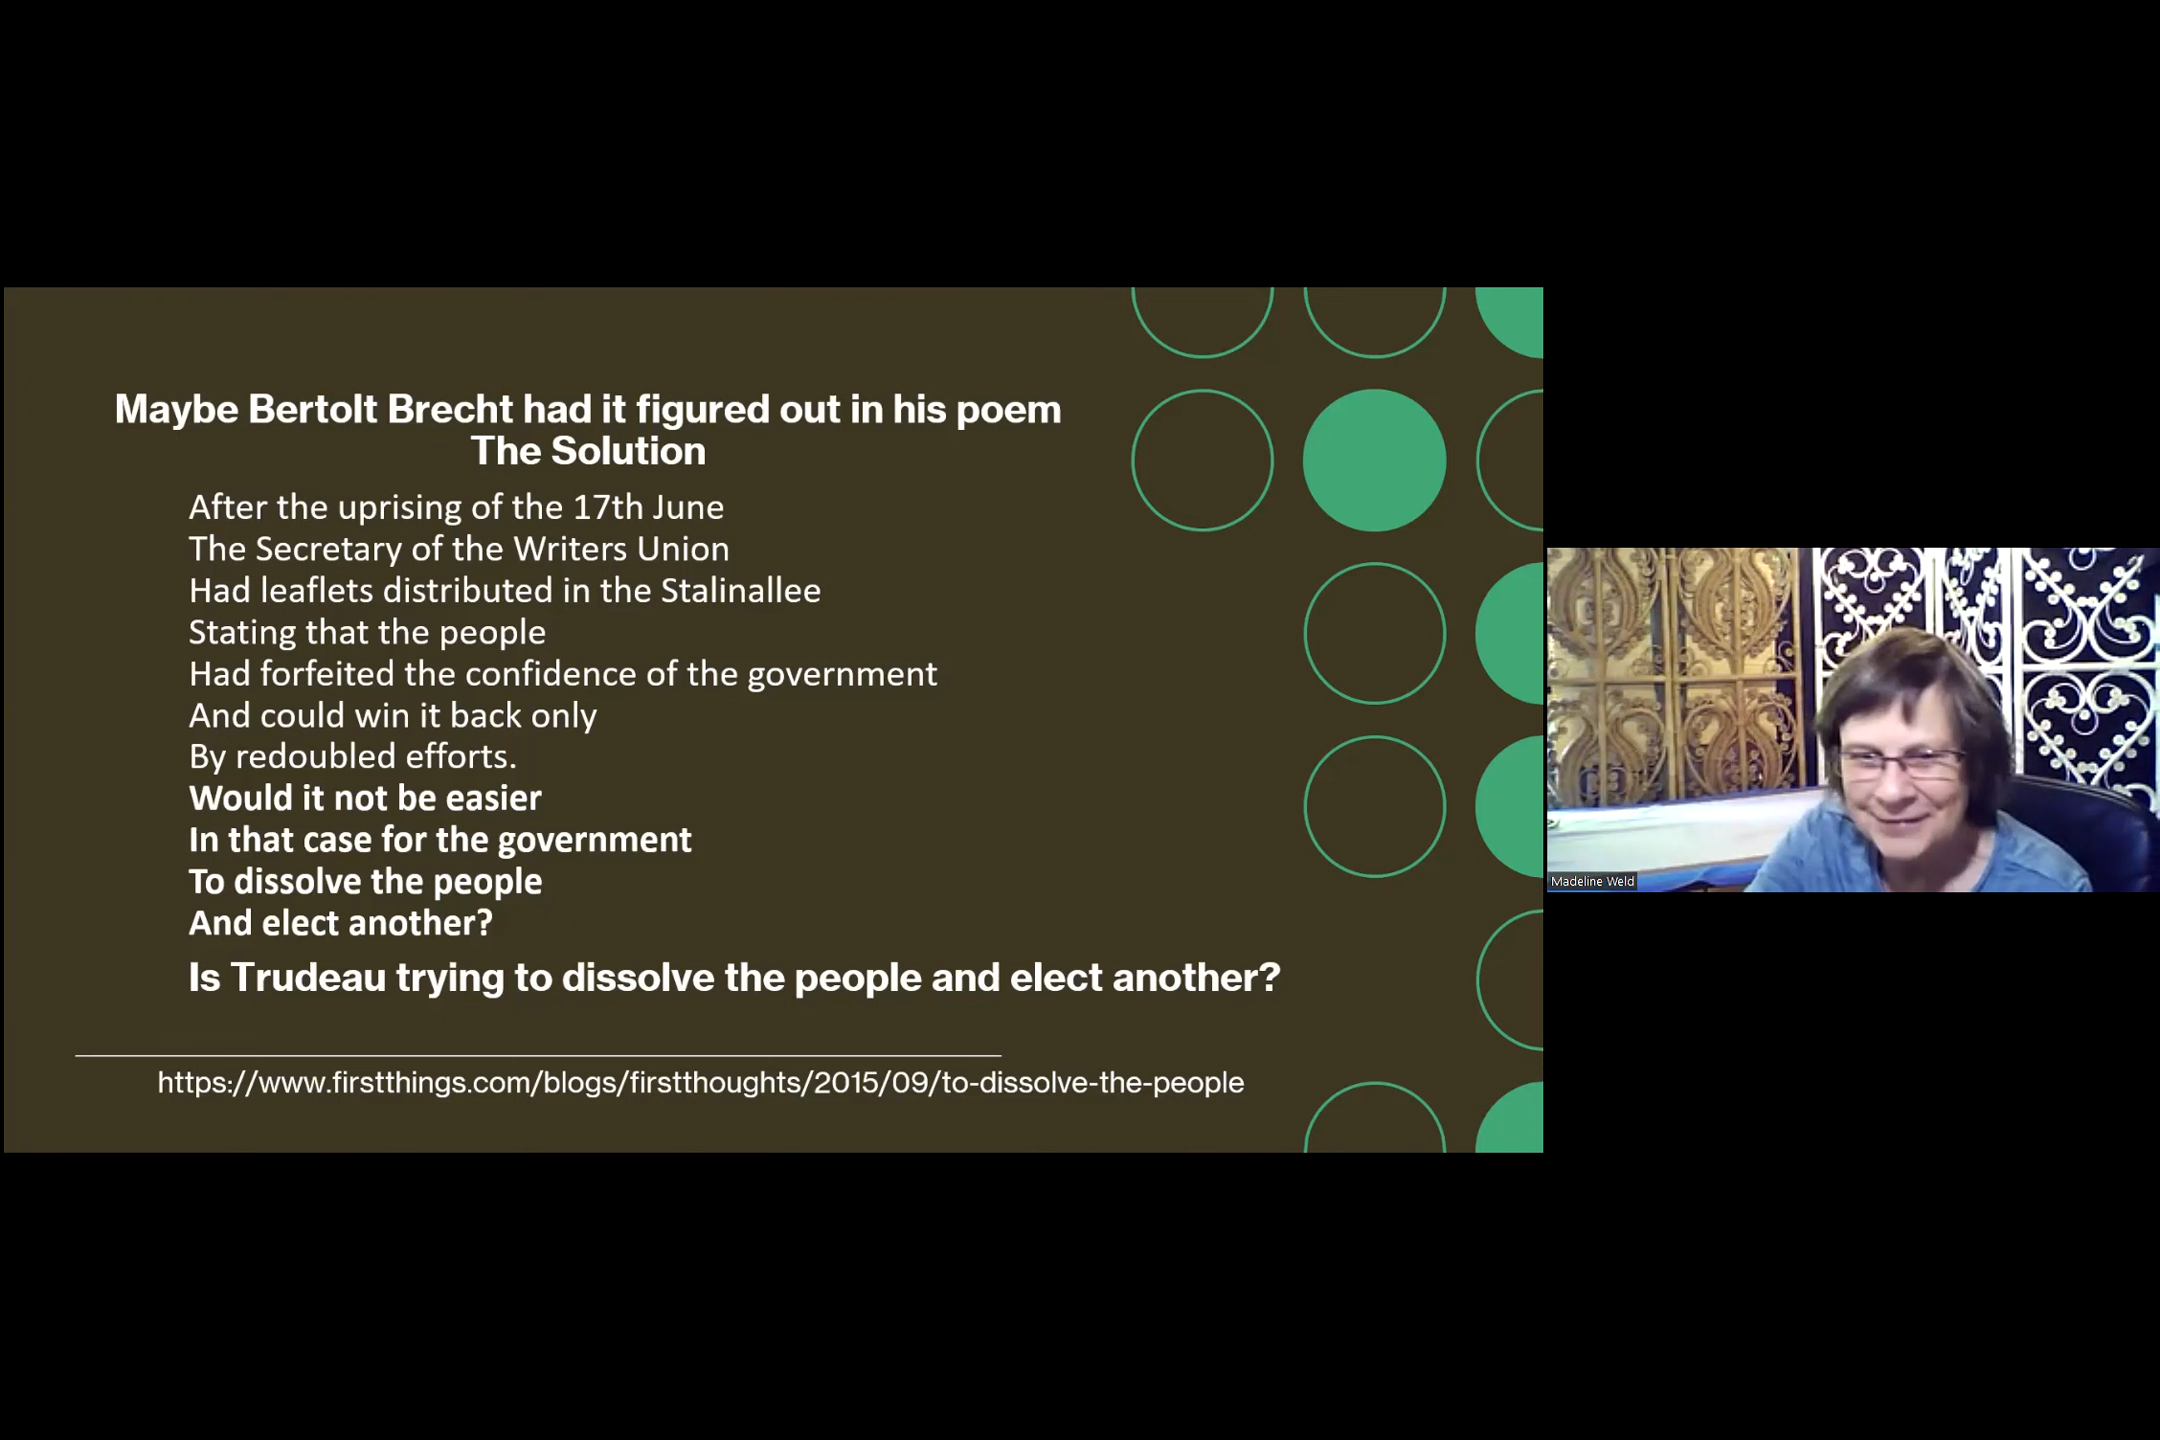 Maybe Bertolt Brecht had it figured out in his poem
The Solution
After the uprising of the 17th June
The Secretary of the Writers Union
Had leaflets distributed in the Stalinallee
Stating that the people
Had forfeited the confidence of the government
And could win it back only
By redoubled efforts.
Would it not be easier
In that case for the government
To dissolve the people
And elect another?
Is Trudeau trying to dissolve the people and elect another?
https://www.firstthings.com/blogs/firstthoughts/2015/09/to-dissolve-the-people
Madeline Weld